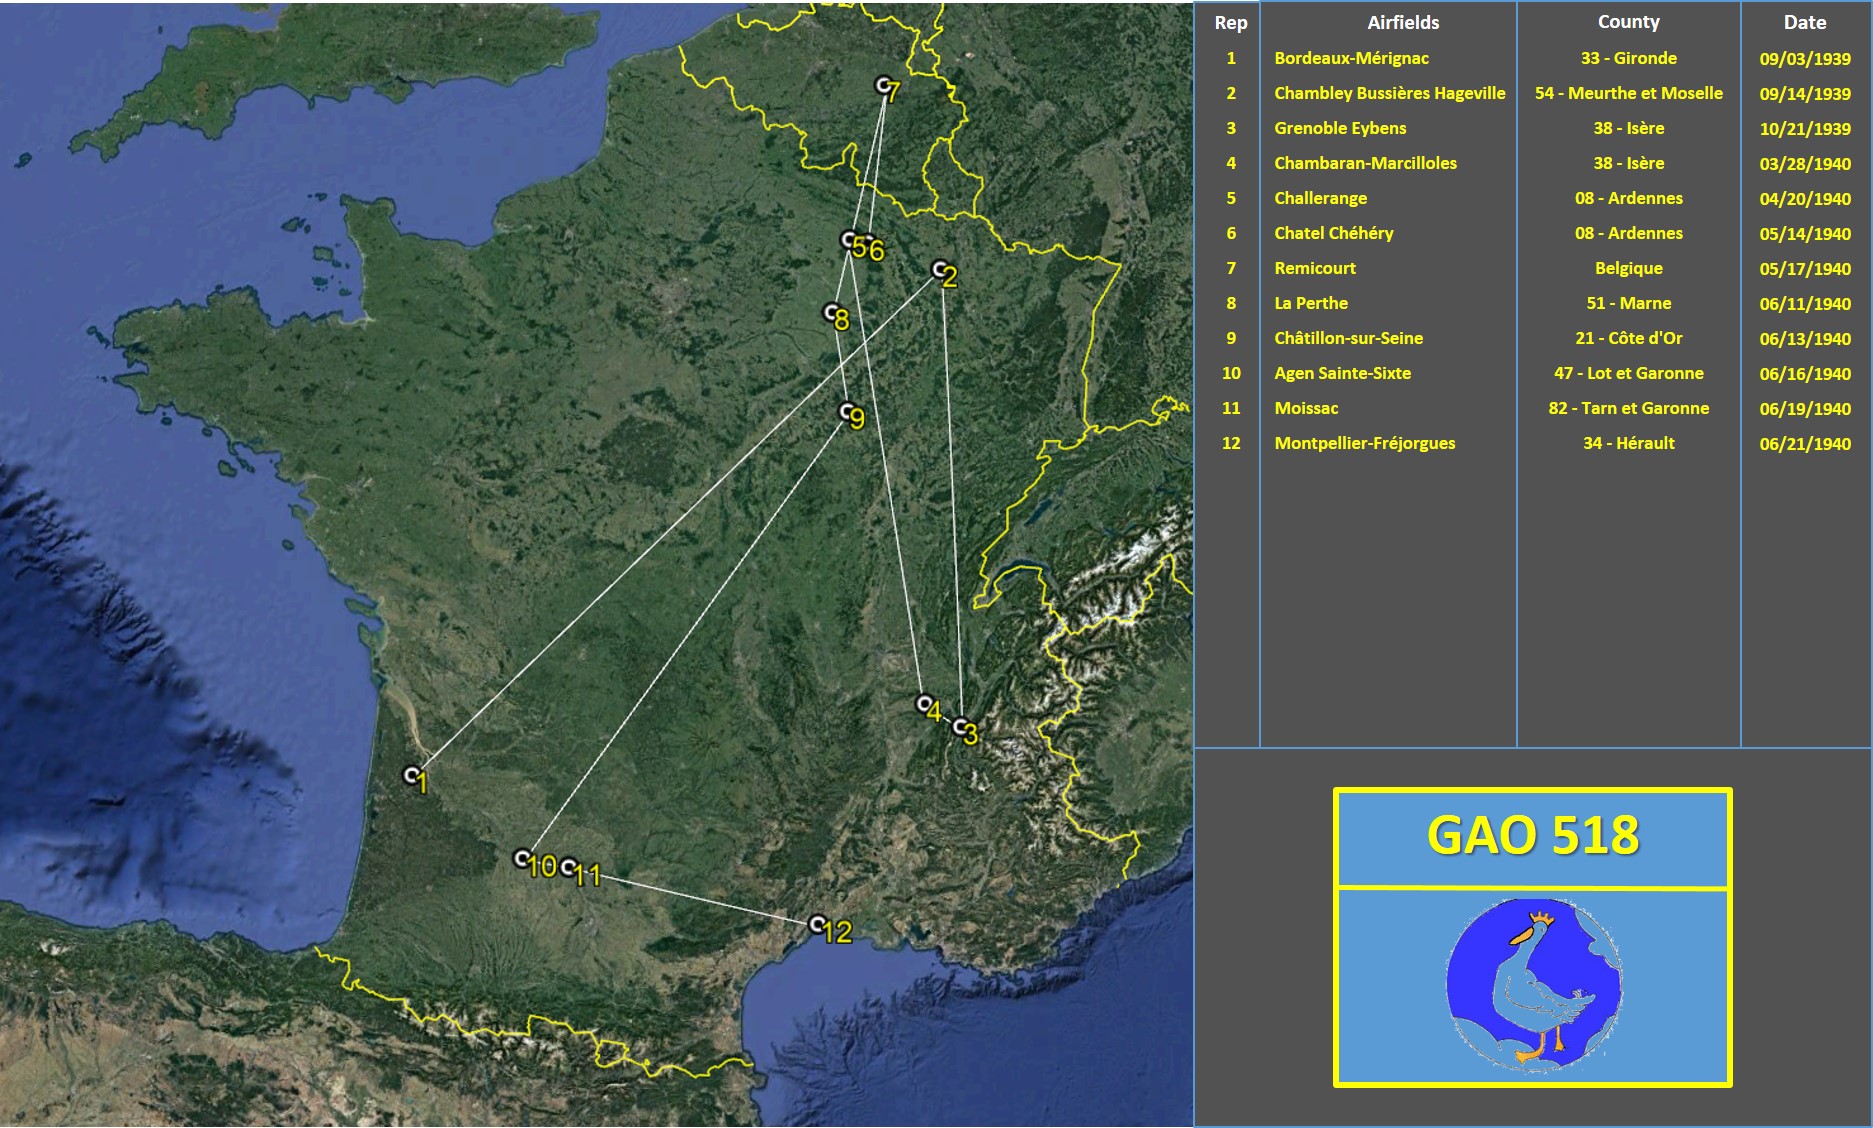 Rep Airfields County Date
1 Bordeaux-Mérignac 33 - Gironde 09/03/1939
2 Chambley Bussières Hageville 54 - Meurthe et Moselle 09/14/1939
3 Grenoble Eybens 38 - Isère 10/21/1939
4 Chambaran-Marcilloles 38 - Isère 03/28/1940
5 Challerange 08 - Ardennes 04/20/1940
6 Chatel Chéhéry 08 - Ardennes 05/14/1940
7 Remicourt Belgique 05/17/1940
8 La Perthe 51 - Marne 06/11/1940
9 Châtillon-sur-Seine 21 - Côte d'Or 06/13/1940
10 Agen Sainte-Sixte 47 - Lot et Garonne 06/16/1940
11 Moissac 82 - Tarn et Garonne 06/19/1940
12 Montpellier-Fréjorgues 34 - Hérault 06/21/1940
GAO 518
7
5
6
2
8
9
4
3
1
10
11
12